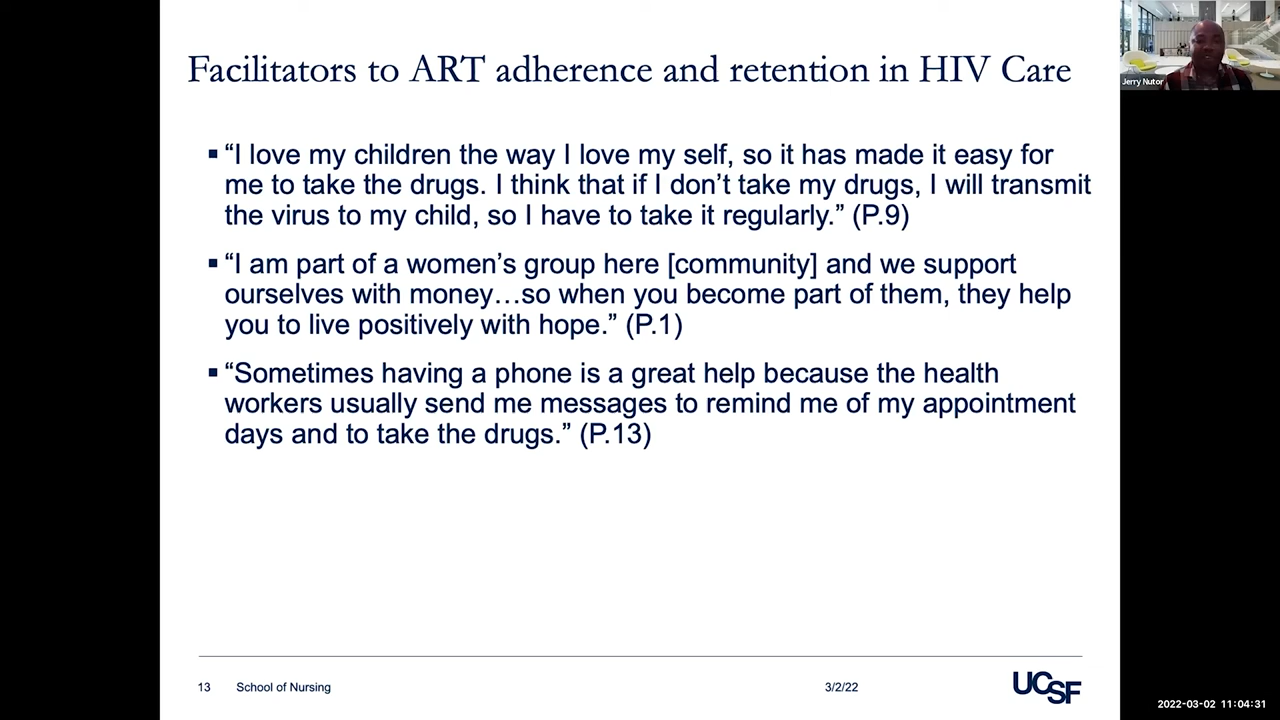 Facilitators to ART adherence and retention in HIV Care
Jerry Nutor
▪ “I love my children the way I love my self, so it has made it easy for
me to take the drugs. I think that if I don’t take my drugs, I will transmit
the virus to my child, so I have to take it regularly.” (P.9)
▪ “I am part of a women’s group here [community] and we support
ourselves with money…so when you become part of them, they help
you to live positively with hope.” (P.1)
▪ “Sometimes having a phone is a great help because the health
workers usually send me messages to remind me of my appointment
days and to take the drugs.” (P.13)
13 School of Nursing 3/2/22 UCSF
2022-03-02 11:04:31